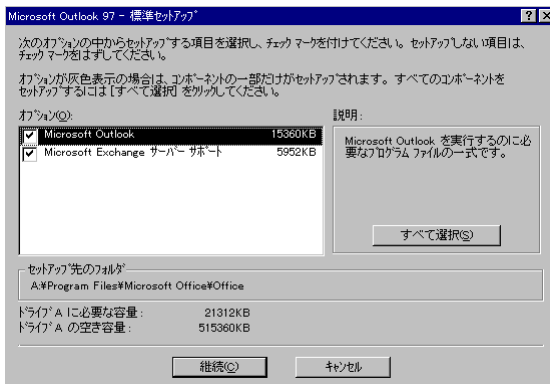 Microsoft Outlook 97 - 標準ｾｯﾄｱｯﾌﾟ
次のｵﾌﾟｼｮﾝの中からｾｯﾄｱｯﾌﾟする項目を選択し、ﾁｪｯｸ ﾏｰｸを付けてください。ｾｯﾄｱｯﾌﾟしない項目は、
ﾁｪｯｸ ﾏｰｸをはずしてください。
ｵﾌﾟｼｮﾝが灰色表示の場合は、ｺﾝﾎﾟｰﾈﾝﾄの一部だけがｾｯﾄｱｯﾌﾟされます。すべてのｺﾝﾎﾟｰﾈﾝﾄを
ｾｯﾄｱｯﾌﾟするには [すべて選択] をｸﾘｯｸしてください。
ｵﾌﾟｼｮﾝ(O):
Microsoft Outlook 15360KB
Microsoft Exchange ｻｰﾊﾞｰ ｻﾎﾟｰﾄ 5952KB
説明:
Microsoft Outlook を実行するのに必
要なﾌﾟﾛｸﾞﾗﾑ ﾌｧｲﾙの一式です。
すべて選択(S)
ｾｯﾄｱｯﾌﾟ先のﾌｫﾙﾀﾞ
A:¥Program Files¥Microsoft Office¥Office
ﾄﾞﾗｲﾌﾞ A に必要な容量: 21312KB
ﾄﾞﾗｲﾌﾞ A の空き容量: 515360KB
継続(C)
ｷｬﾝｾﾙ